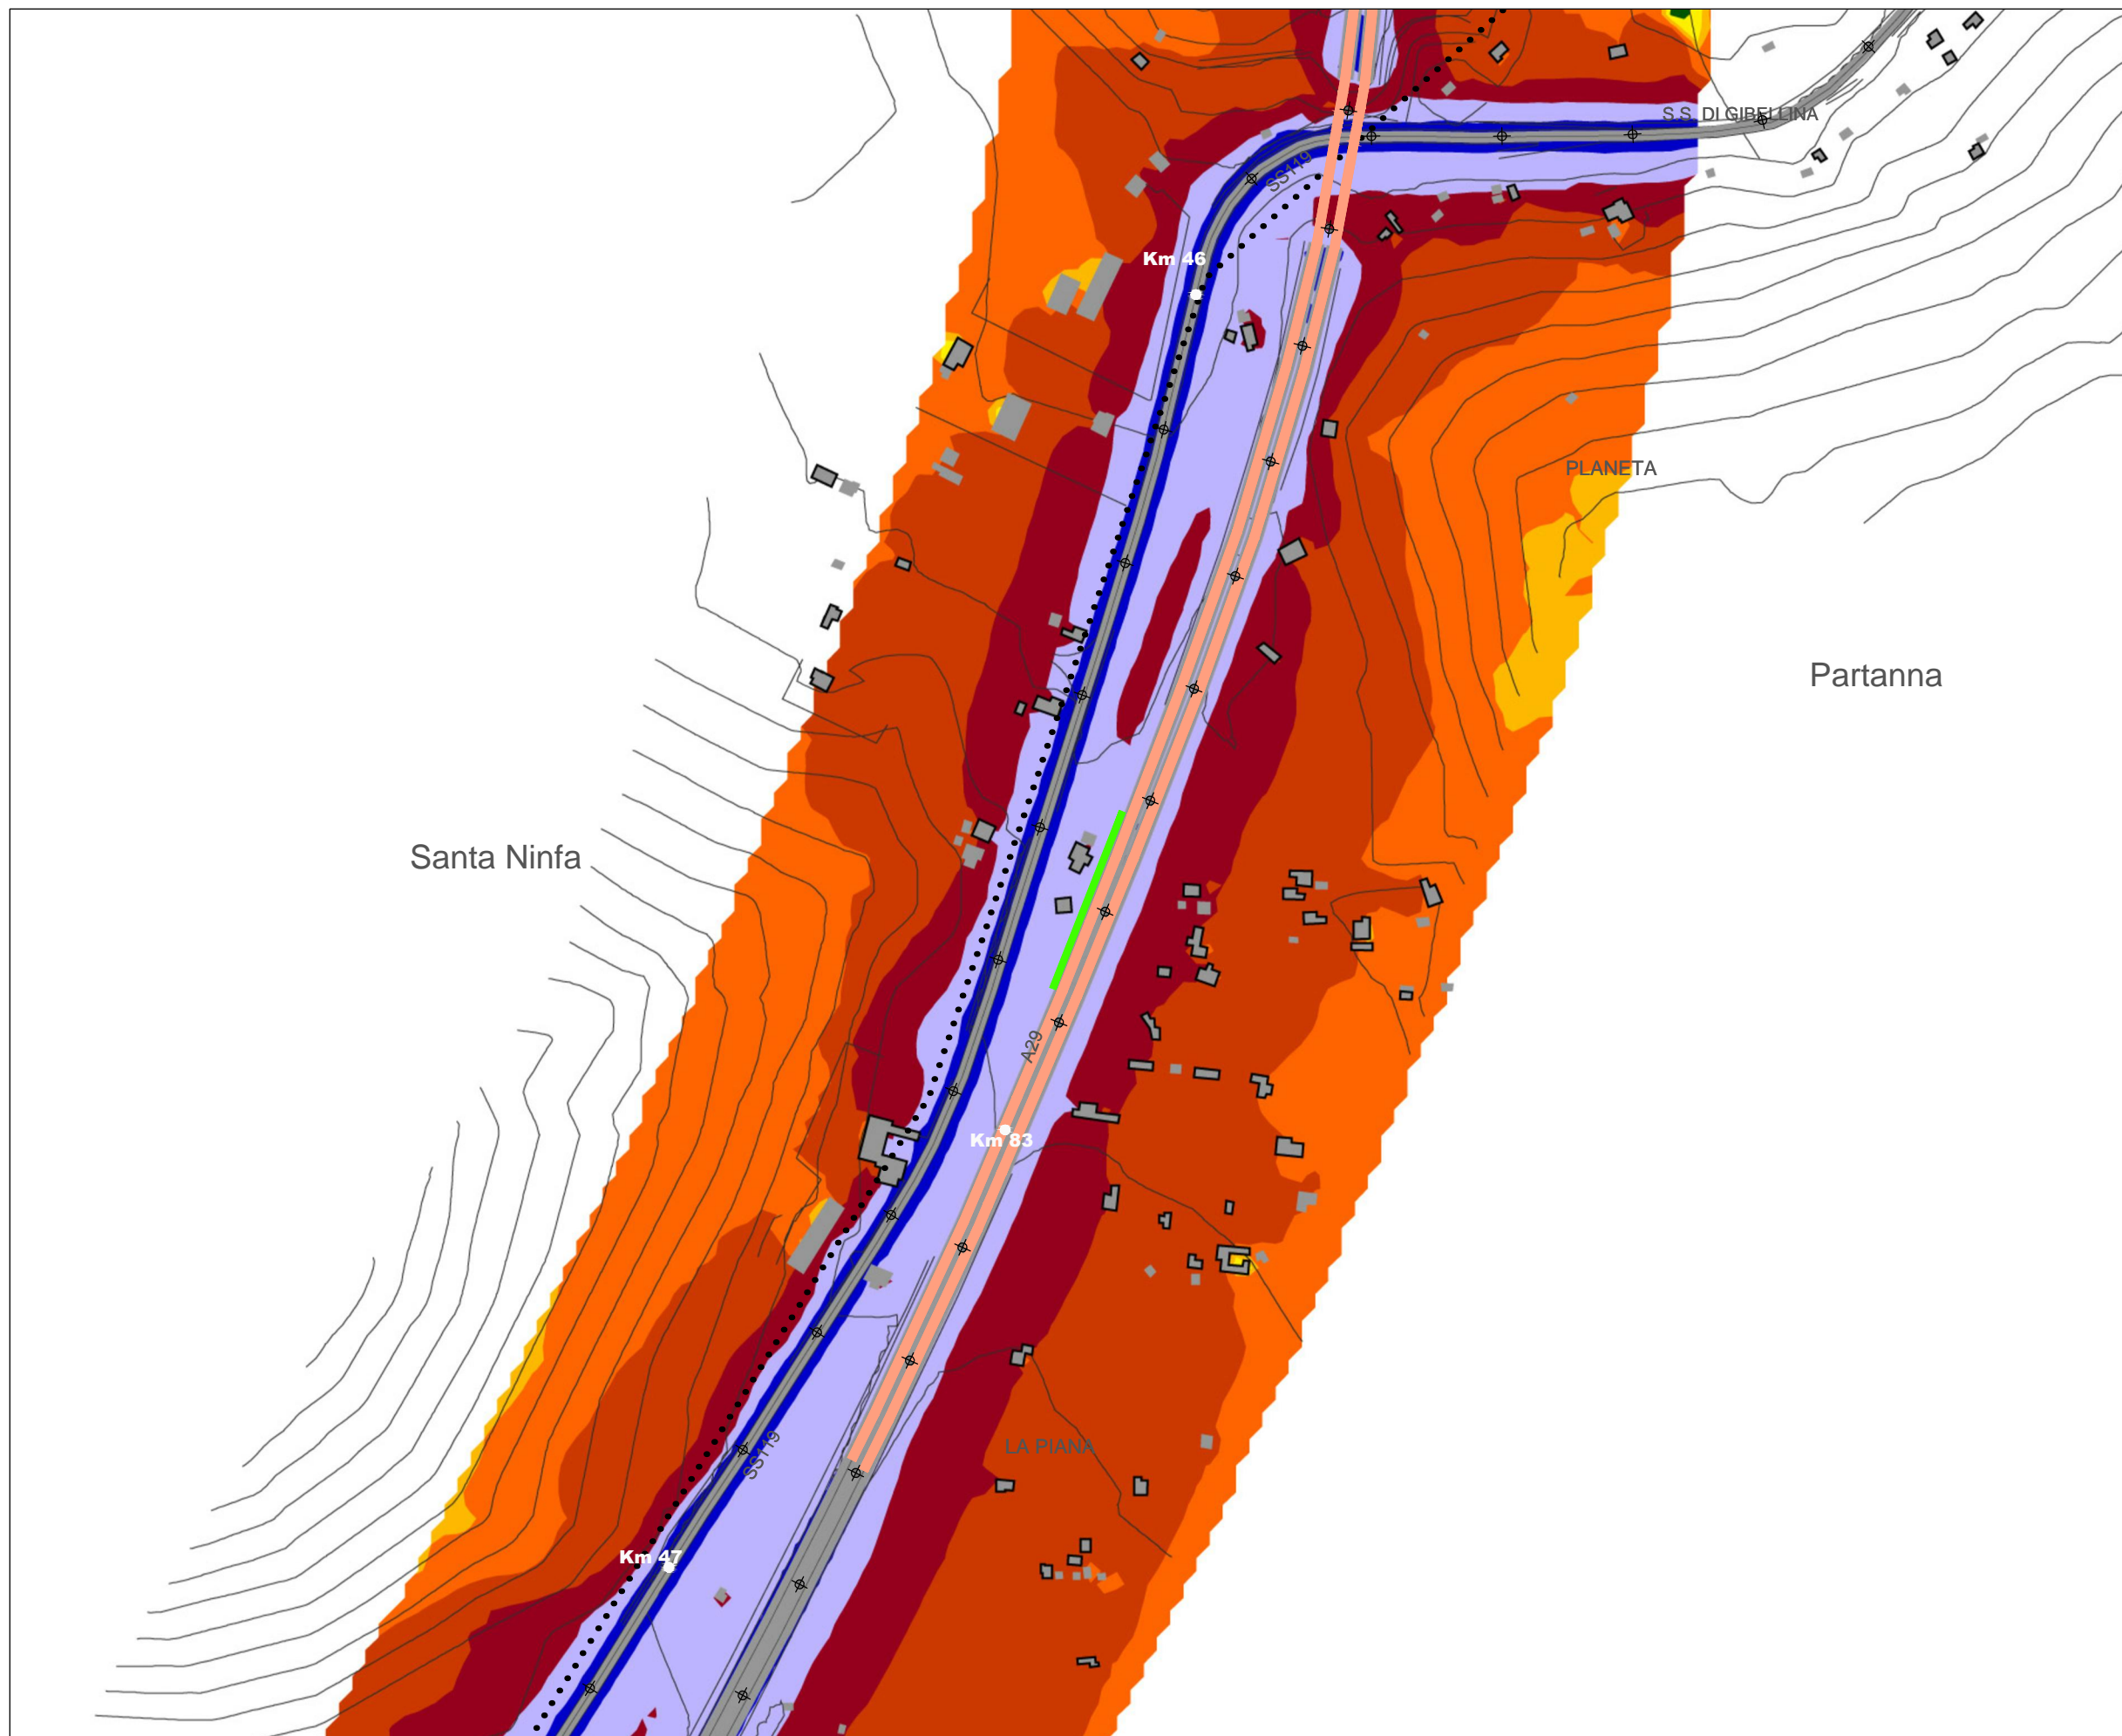 S.S. DI GIBELLINA
SS119
Km 46
PLANETA
Partanna
Santa Ninfa
A29
Km 83
LA PIANA
SS119
Km 47